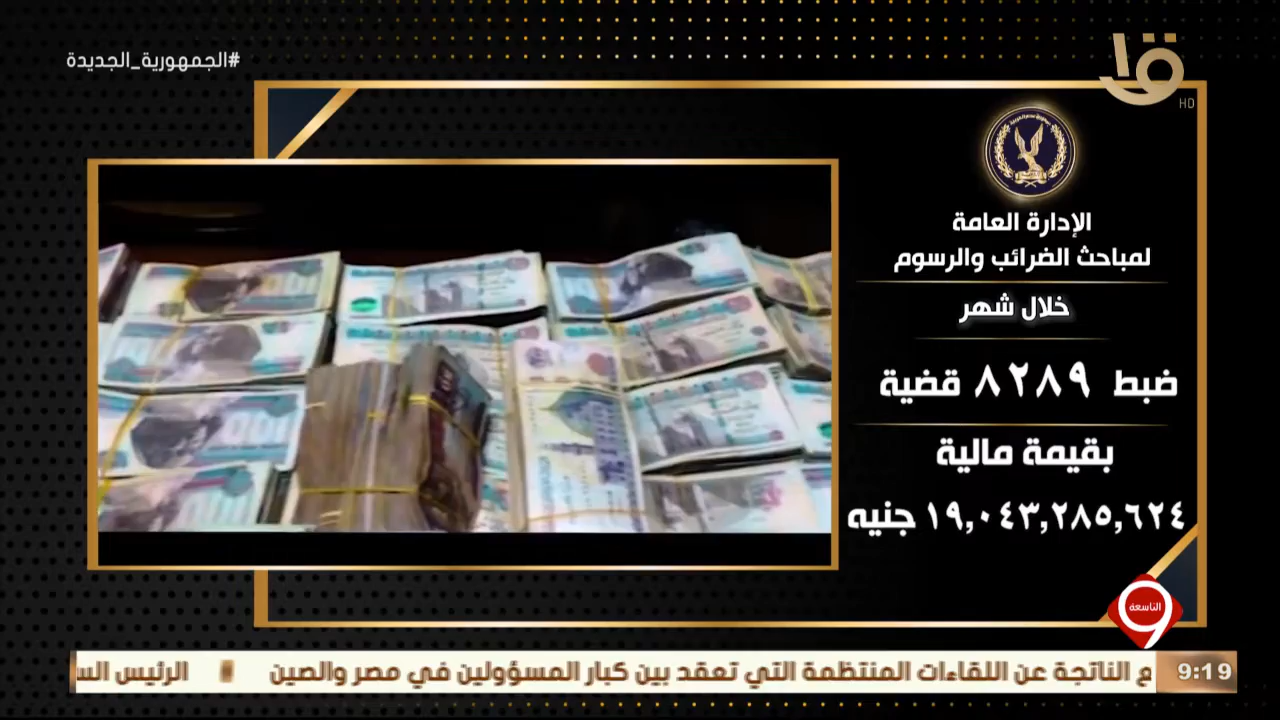 #الجمهورية_الجديدة
HD
الإدارة العامة
لمباحث الضرائب والرسوم
خلال شهر
ضبط ٨٢٨٩ قضية
بقيمة مالية
١٩,٠٤٣,٢٨٥,٦٢٤ جنيه
التاسعة
9:19
ع الناتجة عن اللقاءات المنتظمة التي تعقد بين كبار المسؤولين في مصر والصين
الرئيس الس